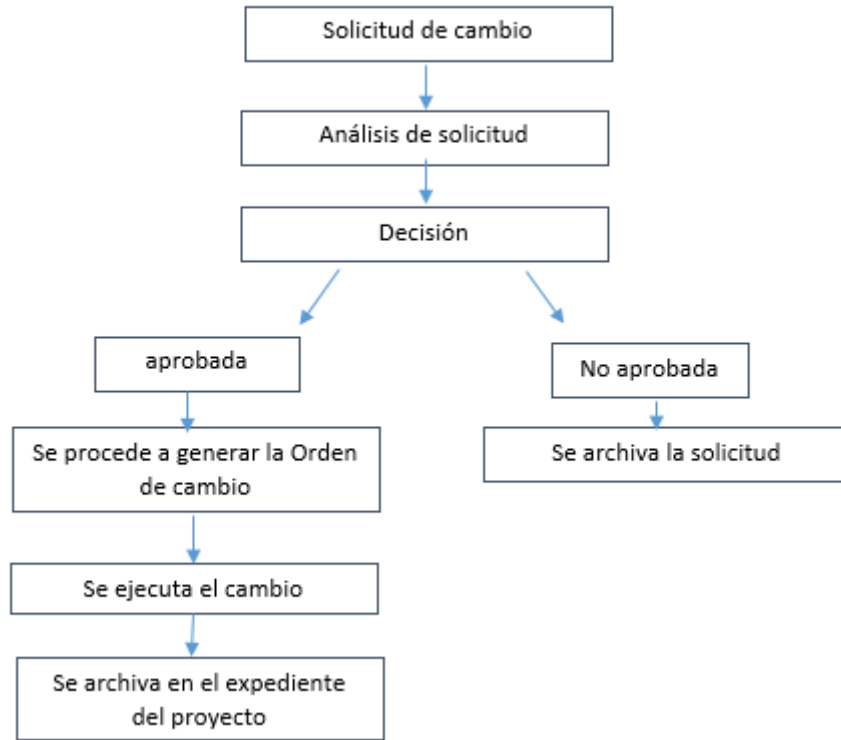 Solicitud de cambio
Análisis de solicitud
Decisión
aprobada
No aprobada
Se procede a generar la Orden
de cambio
Se archiva la solicitud
Se ejecuta el cambio
Se archiva en el expediente
del proyecto